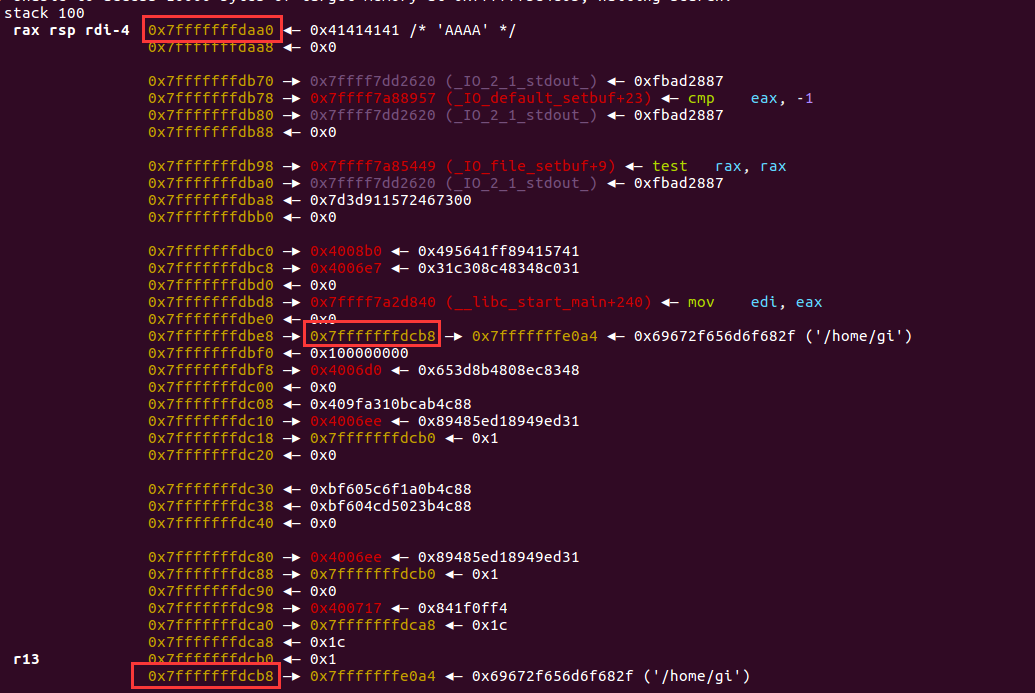 stack 100
rax rsp rdi-4 0x7fffffffdaa0 ◂— 0x41414141 /* 'AAAA' */
0x7fffffffdaa8 ◂— 0x0
0x7fffffffdb70 —▸ 0x7ffff7dd2620 (_IO_2_1_stdout_) ◂— 0xfbad2887
0x7fffffffdb78 —▸ 0x7ffff7a88957 (_IO_default_setbuf+23) ◂— cmp    eax, -1
0x7fffffffdb80 —▸ 0x7ffff7dd2620 (_IO_2_1_stdout_) ◂— 0xfbad2887
0x7fffffffdb88 ◂— 0x0
0x7fffffffdb98 —▸ 0x7ffff7a85449 (_IO_file_setbuf+9) ◂— test   rax, rax
0x7fffffffdba0 —▸ 0x7ffff7dd2620 (_IO_2_1_stdout_) ◂— 0xfbad2887
0x7fffffffdba8 ◂— 0x7d3d911572467300
0x7fffffffdbb0 ◂— 0x0
0x7fffffffdbc0 —▸ 0x4008b0 ◂— 0x495641ff89415741
0x7fffffffdbc8 —▸ 0x4006e7 ◂— 0x31c308c48348c031
0x7fffffffdbd0 ◂— 0x0
0x7fffffffdbd8 —▸ 0x7ffff7a2d840 (__libc_start_main+240) ◂— mov    edi, eax
0x7fffffffdbe0 ◂— 0x0
0x7fffffffdbe8 —▸ 0x7fffffffdcb8 —▸ 0x7fffffffe0a4 ◂— 0x69672f656d6f682f ('/home/gi')
0x7fffffffdbf0 ◂— 0x100000000
0x7fffffffdbf8 —▸ 0x4006d0 ◂— 0x653d8b4808ec8348
0x7fffffffdc00 ◂— 0x0
0x7fffffffdc08 ◂— 0x409fa310bcab4c88
0x7fffffffdc10 —▸ 0x4006ee ◂— 0x89485ed18949ed31
0x7fffffffdc18 —▸ 0x7fffffffdcb0 ◂— 0x1
0x7fffffffdc20 ◂— 0x0
0x7fffffffdc30 ◂— 0xbf605c6f1a0b4c88
0x7fffffffdc38 ◂— 0xbf604cd5023b4c88
0x7fffffffdc40 ◂— 0x0
0x7fffffffdc80 —▸ 0x4006ee ◂— 0x89485ed18949ed31
0x7fffffffdc88 —▸ 0x7fffffffdcb0 ◂— 0x1
0x7fffffffdc90 ◂— 0x0
0x7fffffffdc98 —▸ 0x400717 ◂— 0x841f0ff4
0x7fffffffdca0 —▸ 0x7fffffffdca8 ◂— 0x1c
0x7fffffffdca8 ◂— 0x1c
r13 0x7fffffffdcb0 ◂— 0x1
0x7fffffffdcb8 —▸ 0x7fffffffe0a4 ◂— 0x69672f656d6f682f ('/home/gi')